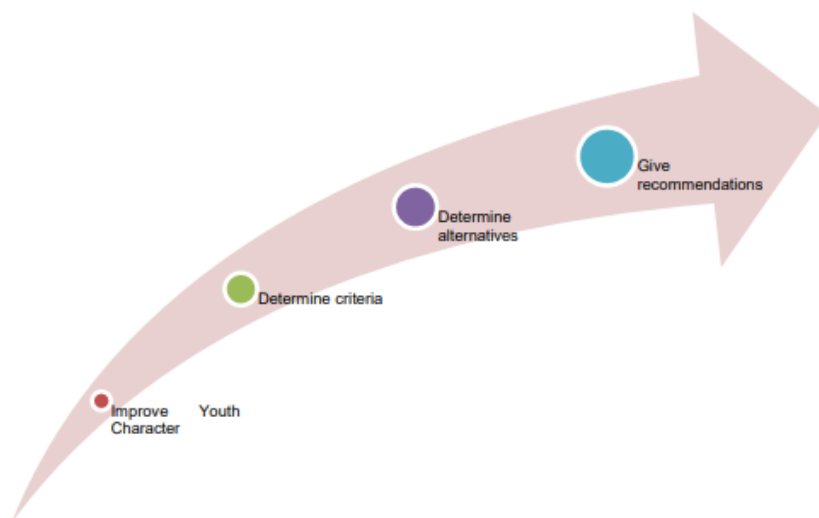 Give
recommendations
Determine
alternatives
Determine criteria
Improve Youth
Character